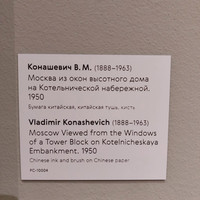 Конашевич В. М. (1888–1963)
Москва из окон высотного дома
на Котельнической набережной.
1950
Бумага китайская, китайская тушь, кисть
Vladimir Konashevich (1888–1963)
Moscow Viewed from the Windows
of a Tower Block on Kotelnicheskava
Embankment. 1950
Chinese ink and brush on Chinese paper